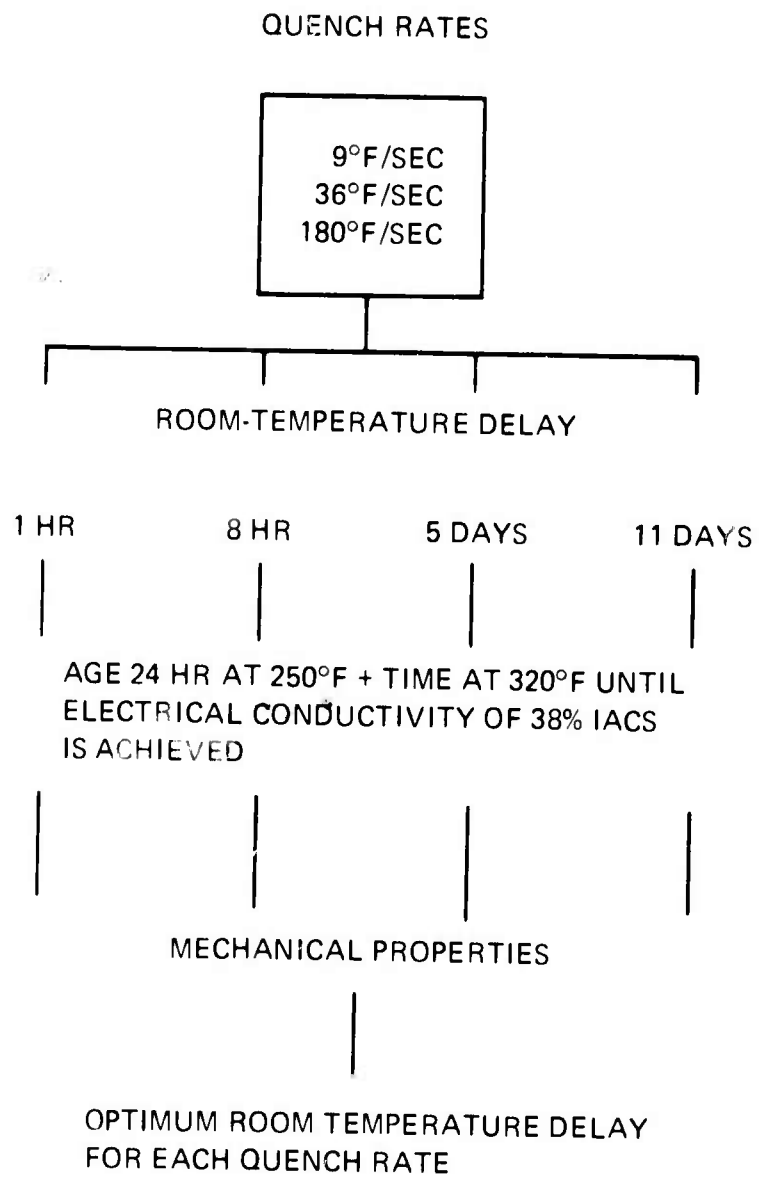 QUENCH RATES
9°F/SEC
36°F/SEC
180°F/SEC
ROOM-TEMPERATURE DELAY
1 HR 8 HR 5 DAYS 11 DAYS
AGE 24 HR AT 250°F + TIME AT 320°F UNTIL
ELECTRICAL CONDUCTIVITY OF 38% IACS
IS ACHIEVED
MECHANICAL PROPERTIES
OPTIMUM ROOM TEMPERATURE DELAY
FOR EACH QUENCH RATE